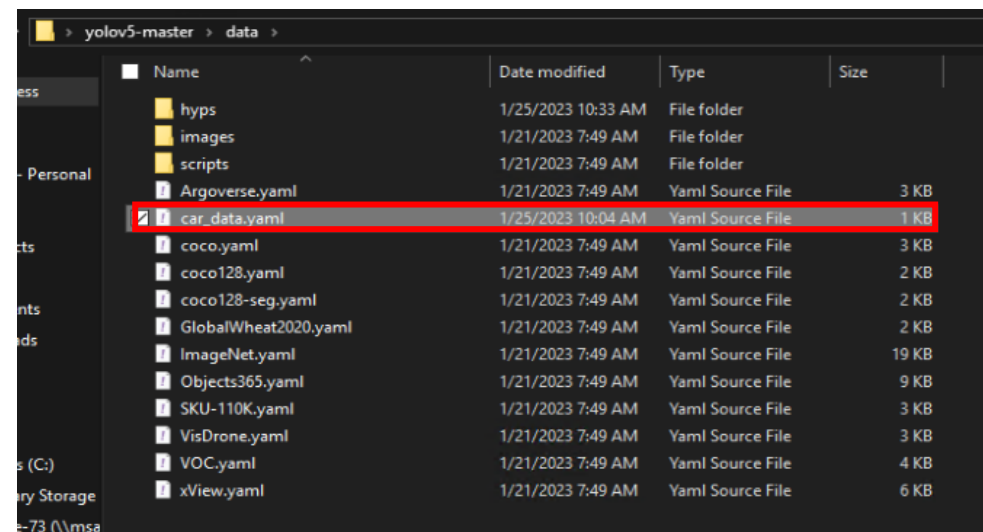 yolov5-master > data >
Name Date modified Type Size
ess
hyps 1/25/2023 10:33 AM File folder
images 1/21/2023 7:49 AM File folder
scripts 1/21/2023 7:49 AM File folder
- Personal
Argoverse.yaml 1/21/2023 7:49 AM Yaml Source File 3 KB
car_data.yaml 1/25/2023 10:04 AM Yaml Source File 1 KB
cts
coco.yaml 1/21/2023 7:49 AM Yaml Source File 3 KB
coco128.yaml 1/21/2023 7:49 AM Yaml Source File 2 KB
coco128-seg.yaml 1/21/2023 7:49 AM Yaml Source File 2 KB
nts
GlobalWheat2020.yaml 1/21/2023 7:49 AM Yaml Source File 2 KB
ads
ImageNet.yaml 1/21/2023 7:49 AM Yaml Source File 19 KB
Objects365.yaml 1/21/2023 7:49 AM Yaml Source File 9 KB
SKU-110K.yaml 1/21/2023 7:49 AM Yaml Source File 3 KB
VisDrone.yaml 1/21/2023 7:49 AM Yaml Source File 3 KB
s (C:)
VOC.yaml 1/21/2023 7:49 AM Yaml Source File 4 KB
ary Storage
xView.yaml 1/21/2023 7:49 AM Yaml Source File 6 KB
e-73 (\\msa